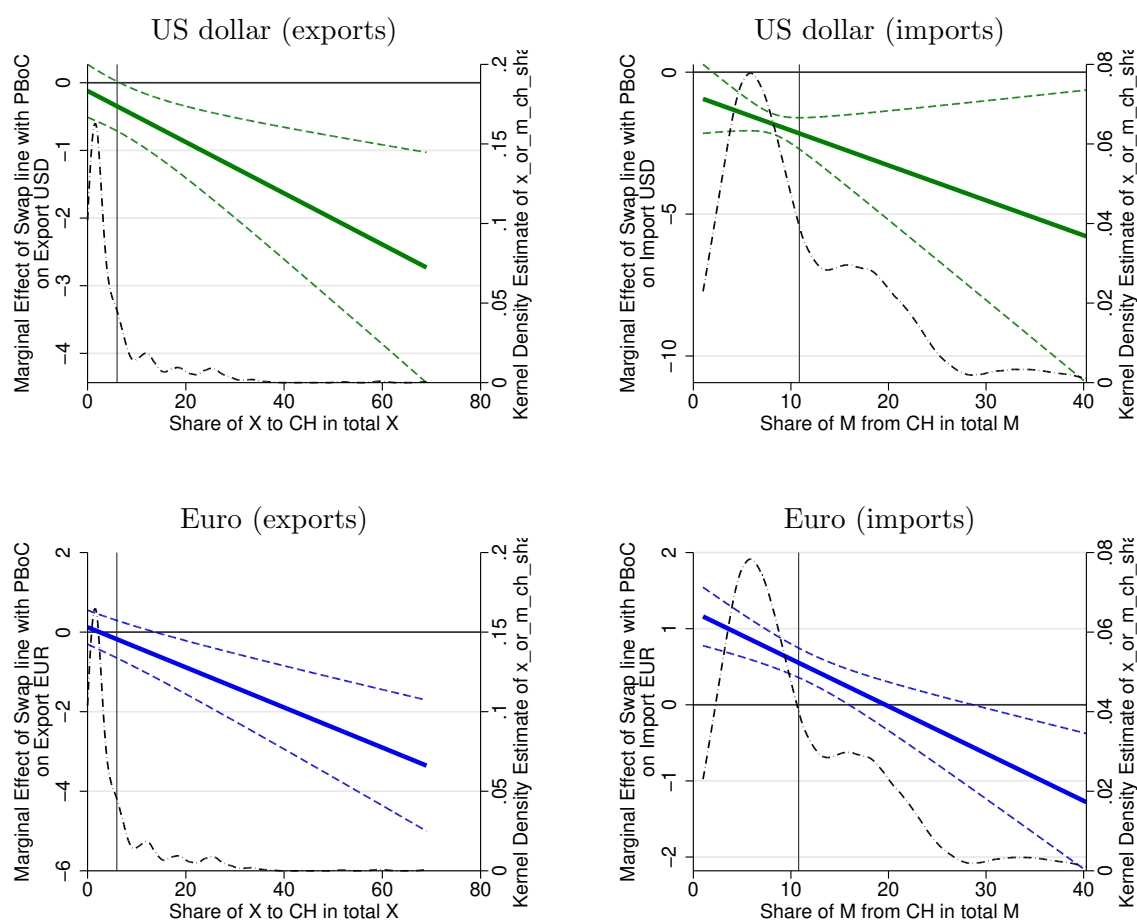 US dollar (exports)
Marginal Effect of Swap line with PBoC
on Export USD
0
−1
−2
−3
−4
0
20
40
60
80
Share of X to CH in total X
0
.05
.1
.15
.2
Kernel Density Estimate of x_or_m_ch_sha
US dollar (imports)
Marginal Effect of Swap line with PBoC
on Import USD
0
−5
−10
0
10
20
30
40
Share of M from CH in total M
0
.02
.04
.06
.08
Kernel Density Estimate of x_or_m_ch_sha
Euro (exports)
Marginal Effect of Swap line with PBoC
on Export EUR
2
0
−2
−4
−6
0
20
40
60
80
Share of X to CH in total X
0
.05
.1
.15
.2
Kernel Density Estimate of x_or_m_ch_sha
Euro (imports)
Marginal Effect of Swap line with PBoC
on Import EUR
2
1
0
−1
−2
0
10
20
30
40
Share of M from CH in total M
0
.02
.04
.06
.08
Kernel Density Estimate of x_or_m_ch_sha